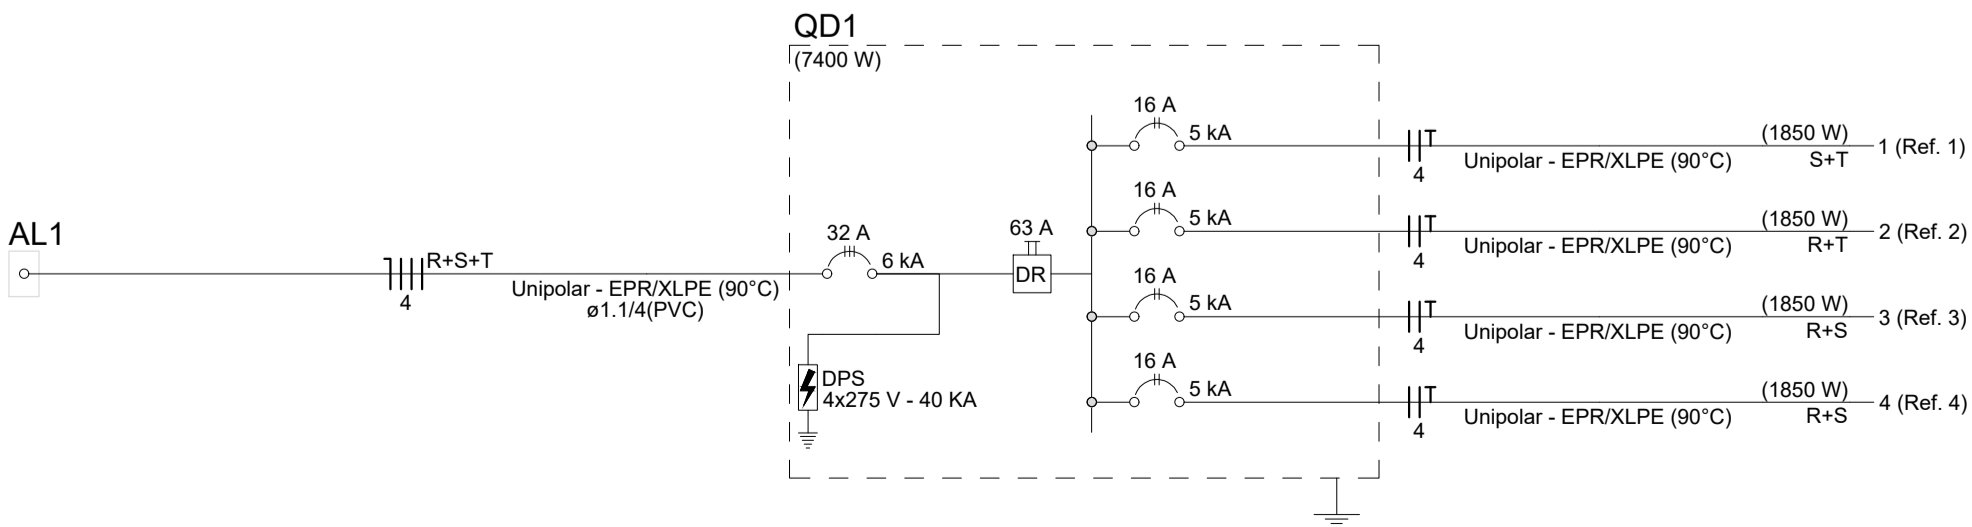 QD1
(7400 W)
AL1
R+S+T
4
Unipolar - EPR/XLPE (90°C)
ø1.1/4(PVC)
32 A
6 kA
DPS
4x275 V - 40 KA
63 A
DR
16 A
5 kA
T
4
Unipolar - EPR/XLPE (90°C)
(1850 W)
S+T
1 (Ref. 1)
16 A
5 kA
T
4
Unipolar - EPR/XLPE (90°C)
(1850 W)
R+T
2 (Ref. 2)
16 A
5 kA
T
4
Unipolar - EPR/XLPE (90°C)
(1850 W)
R+S
3 (Ref. 3)
16 A
5 kA
T
4
Unipolar - EPR/XLPE (90°C)
(1850 W)
R+S
4 (Ref. 4)